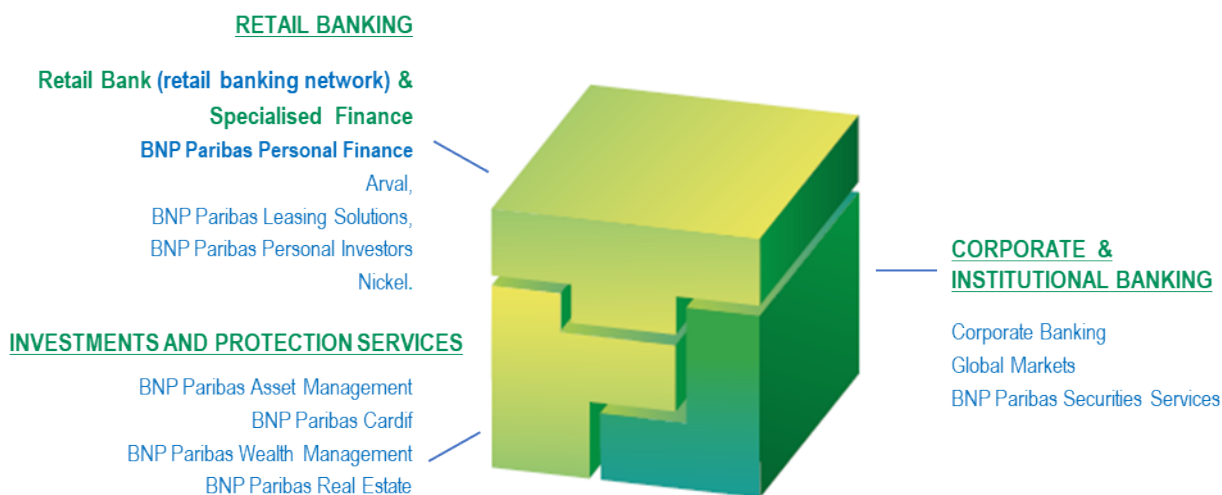 RETAIL BANKING
Retail Bank (retail banking network) &
Specialised Finance
BNP Paribas Personal Finance
Arval,
BNP Paribas Leasing Solutions,
BNP Paribas Personal Investors
Nickel.
INVESTMENTS AND PROTECTION SERVICES
BNP Paribas Asset Management
BNP Paribas Cardif
BNP Paribas Wealth Management
BNP Paribas Real Estate
CORPORATE &
INSTITUTIONAL BANKING
Corporate Banking
Global Markets
BNP Paribas Securities Services